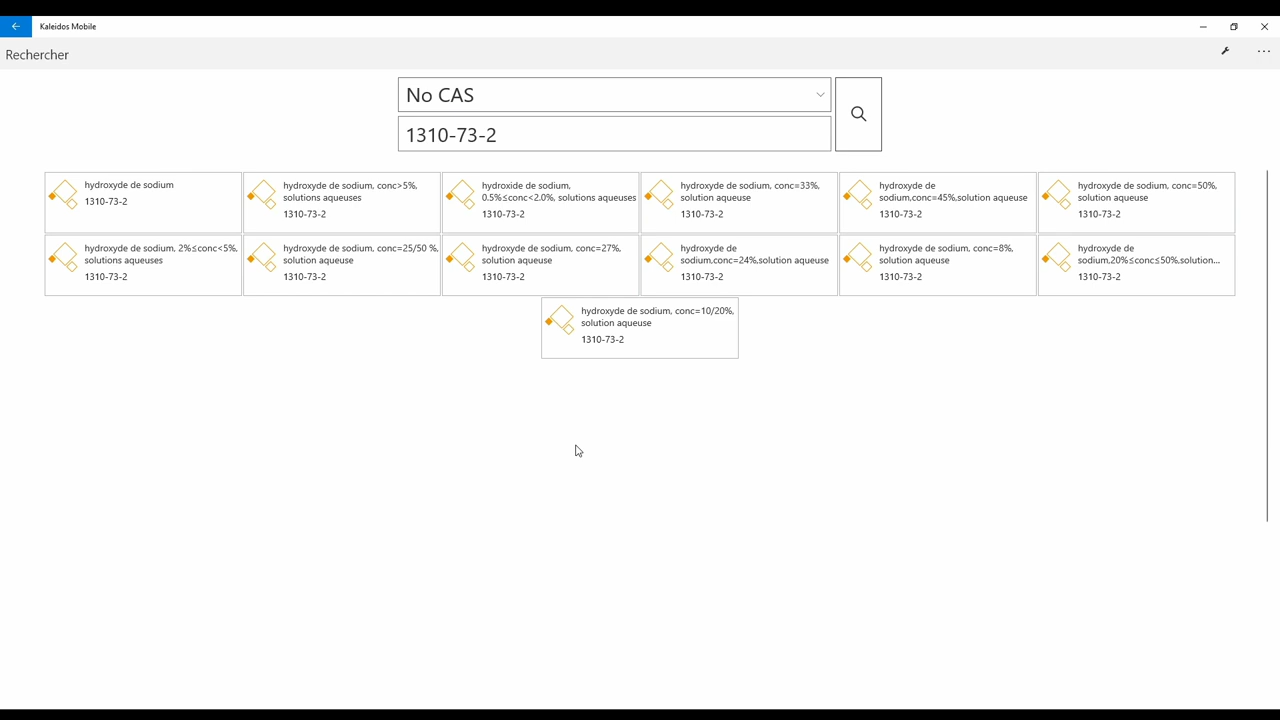 Kaleidos Mobile
Rechercher
No CAS
1310-73-2
hydroxyde de sodium
1310-73-2
hydroxyde de sodium, conc>5%,
solutions aqueuses
1310-73-2
hydroxide de sodium,
0.5%≤conc<2.0%, solutions aqueuses
1310-73-2
hydroxyde de sodium, conc=33%,
solution aqueuse
1310-73-2
hydroxyde de
sodium,conc=45%,solution aqueuse
1310-73-2
hydroxyde de sodium, conc=50%,
solution aqueuse
1310-73-2
hydroxyde de sodium, 2%≤conc<5%,
solutions aqueuses
1310-73-2
hydroxyde de sodium, conc=25/50 %,
solution aqueuse
1310-73-2
hydroxyde de sodium, conc=27%,
solution aqueuse
1310-73-2
hydroxyde de
sodium,conc=24%,solution aqueuse
1310-73-2
hydroxyde de sodium, conc=8%,
solution aqueuse
1310-73-2
hydroxyde de
sodium,20%≤conc≤50%,solution...
1310-73-2
hydroxyde de sodium, conc=10/20%,
solution aqueuse
1310-73-2